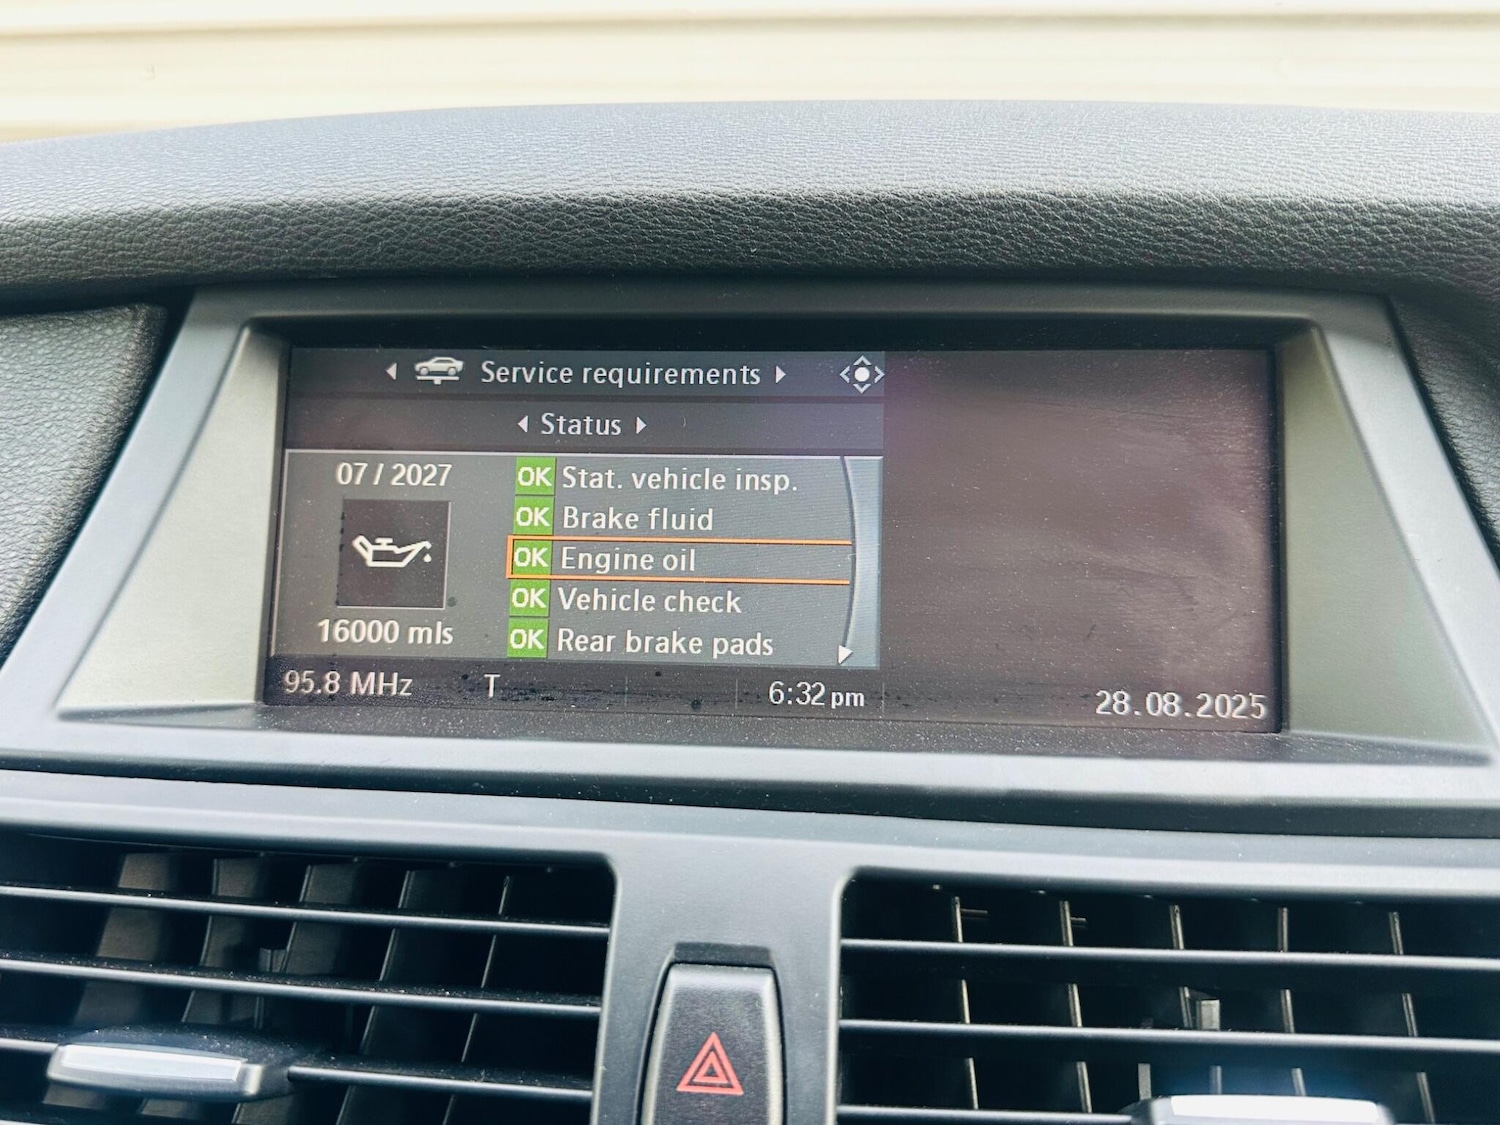 Service requirements
Status
07 / 2027
16000 mls
OK Stat. vehicle insp.
OK Brake fluid
OK Engine oil
OK Vehicle check
OK Rear brake pads
95.8 MHz T 6:32 pm 28.08.2025